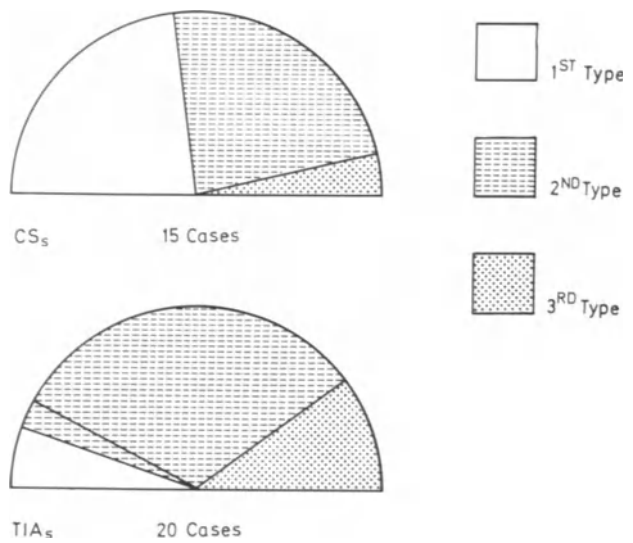 1ST Type
2ND Type
CSs 15 Cases
3RD Type
TIAs 20 Cases